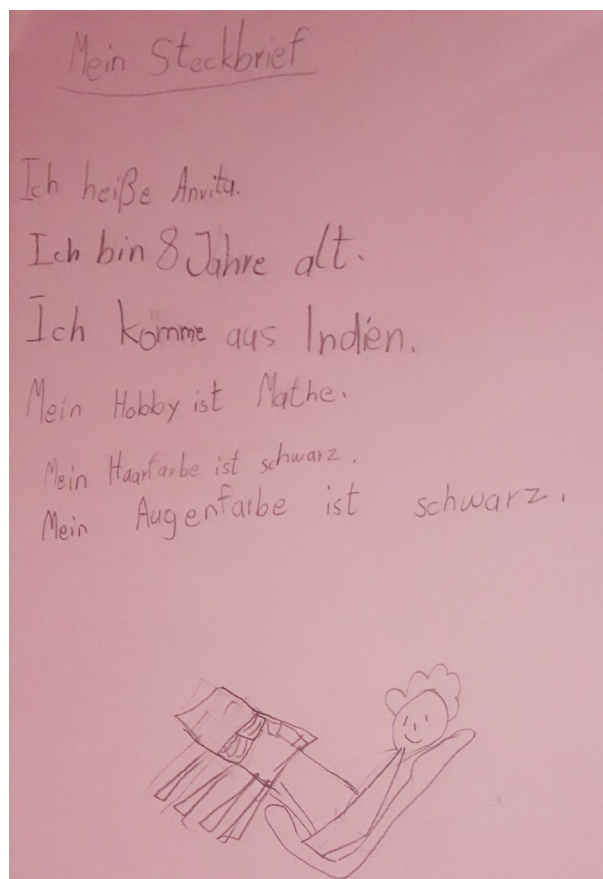 Mein Steckbrief
Ich heiße Anvita.
Ich bin 8 Jahre alt.
Ich komme aus Indien.
Mein Hobby ist Mathe.
Mein Haarfarbe ist schwarz.
Mein Augenfarbe ist schwarz.